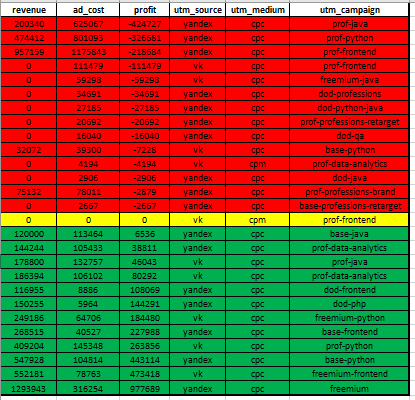 revenue ad_cost profit utm_source utm_medium utm_campaign
200340 625067 -424727 yandex cpc prof-java
474412 801093 -326681 yandex cpc prof-python
957159 1175843 -218684 yandex cpc prof-frontend
0 111479 -111479 vk cpc prof-frontend
0 59298 -59298 vk cpc freemium-java
0 34691 -34691 yandex cpc dod-professions
0 27185 -27185 yandex cpc dod-python-java
0 20692 -20692 yandex cpc prof-professions-retarget
0 16040 -16040 yandex cpc dod-qa
32072 39300 -7228 vk cpc base-python
0 4194 -4194 vk cpm prof-data-analytics
0 2906 -2906 yandex cpc dod-java
75132 78011 -2879 yandex cpc prof-professions-brand
0 2667 -2667 yandex cpc base-professions-retarget
0 0 0 vk cpm prof-frontend
120000 113464 6536 yandex cpc base-java
144244 105433 38811 yandex cpc prof-data-analytics
178800 132757 46043 vk cpc prof-java
186394 106102 80292 vk cpc prof-data-analytics
116955 8886 108069 yandex cpc dod-frontend
150255 5964 144291 yandex cpc dod-php
249186 64706 184480 vk cpc freemium-python
268515 40527 227988 yandex cpc base-frontend
409204 145348 263856 vk cpc prof-python
547928 104814 443114 yandex cpc base-python
552181 78763 473418 vk cpc freemium-frontend
1293943 316254 977689 yandex cpc freemium